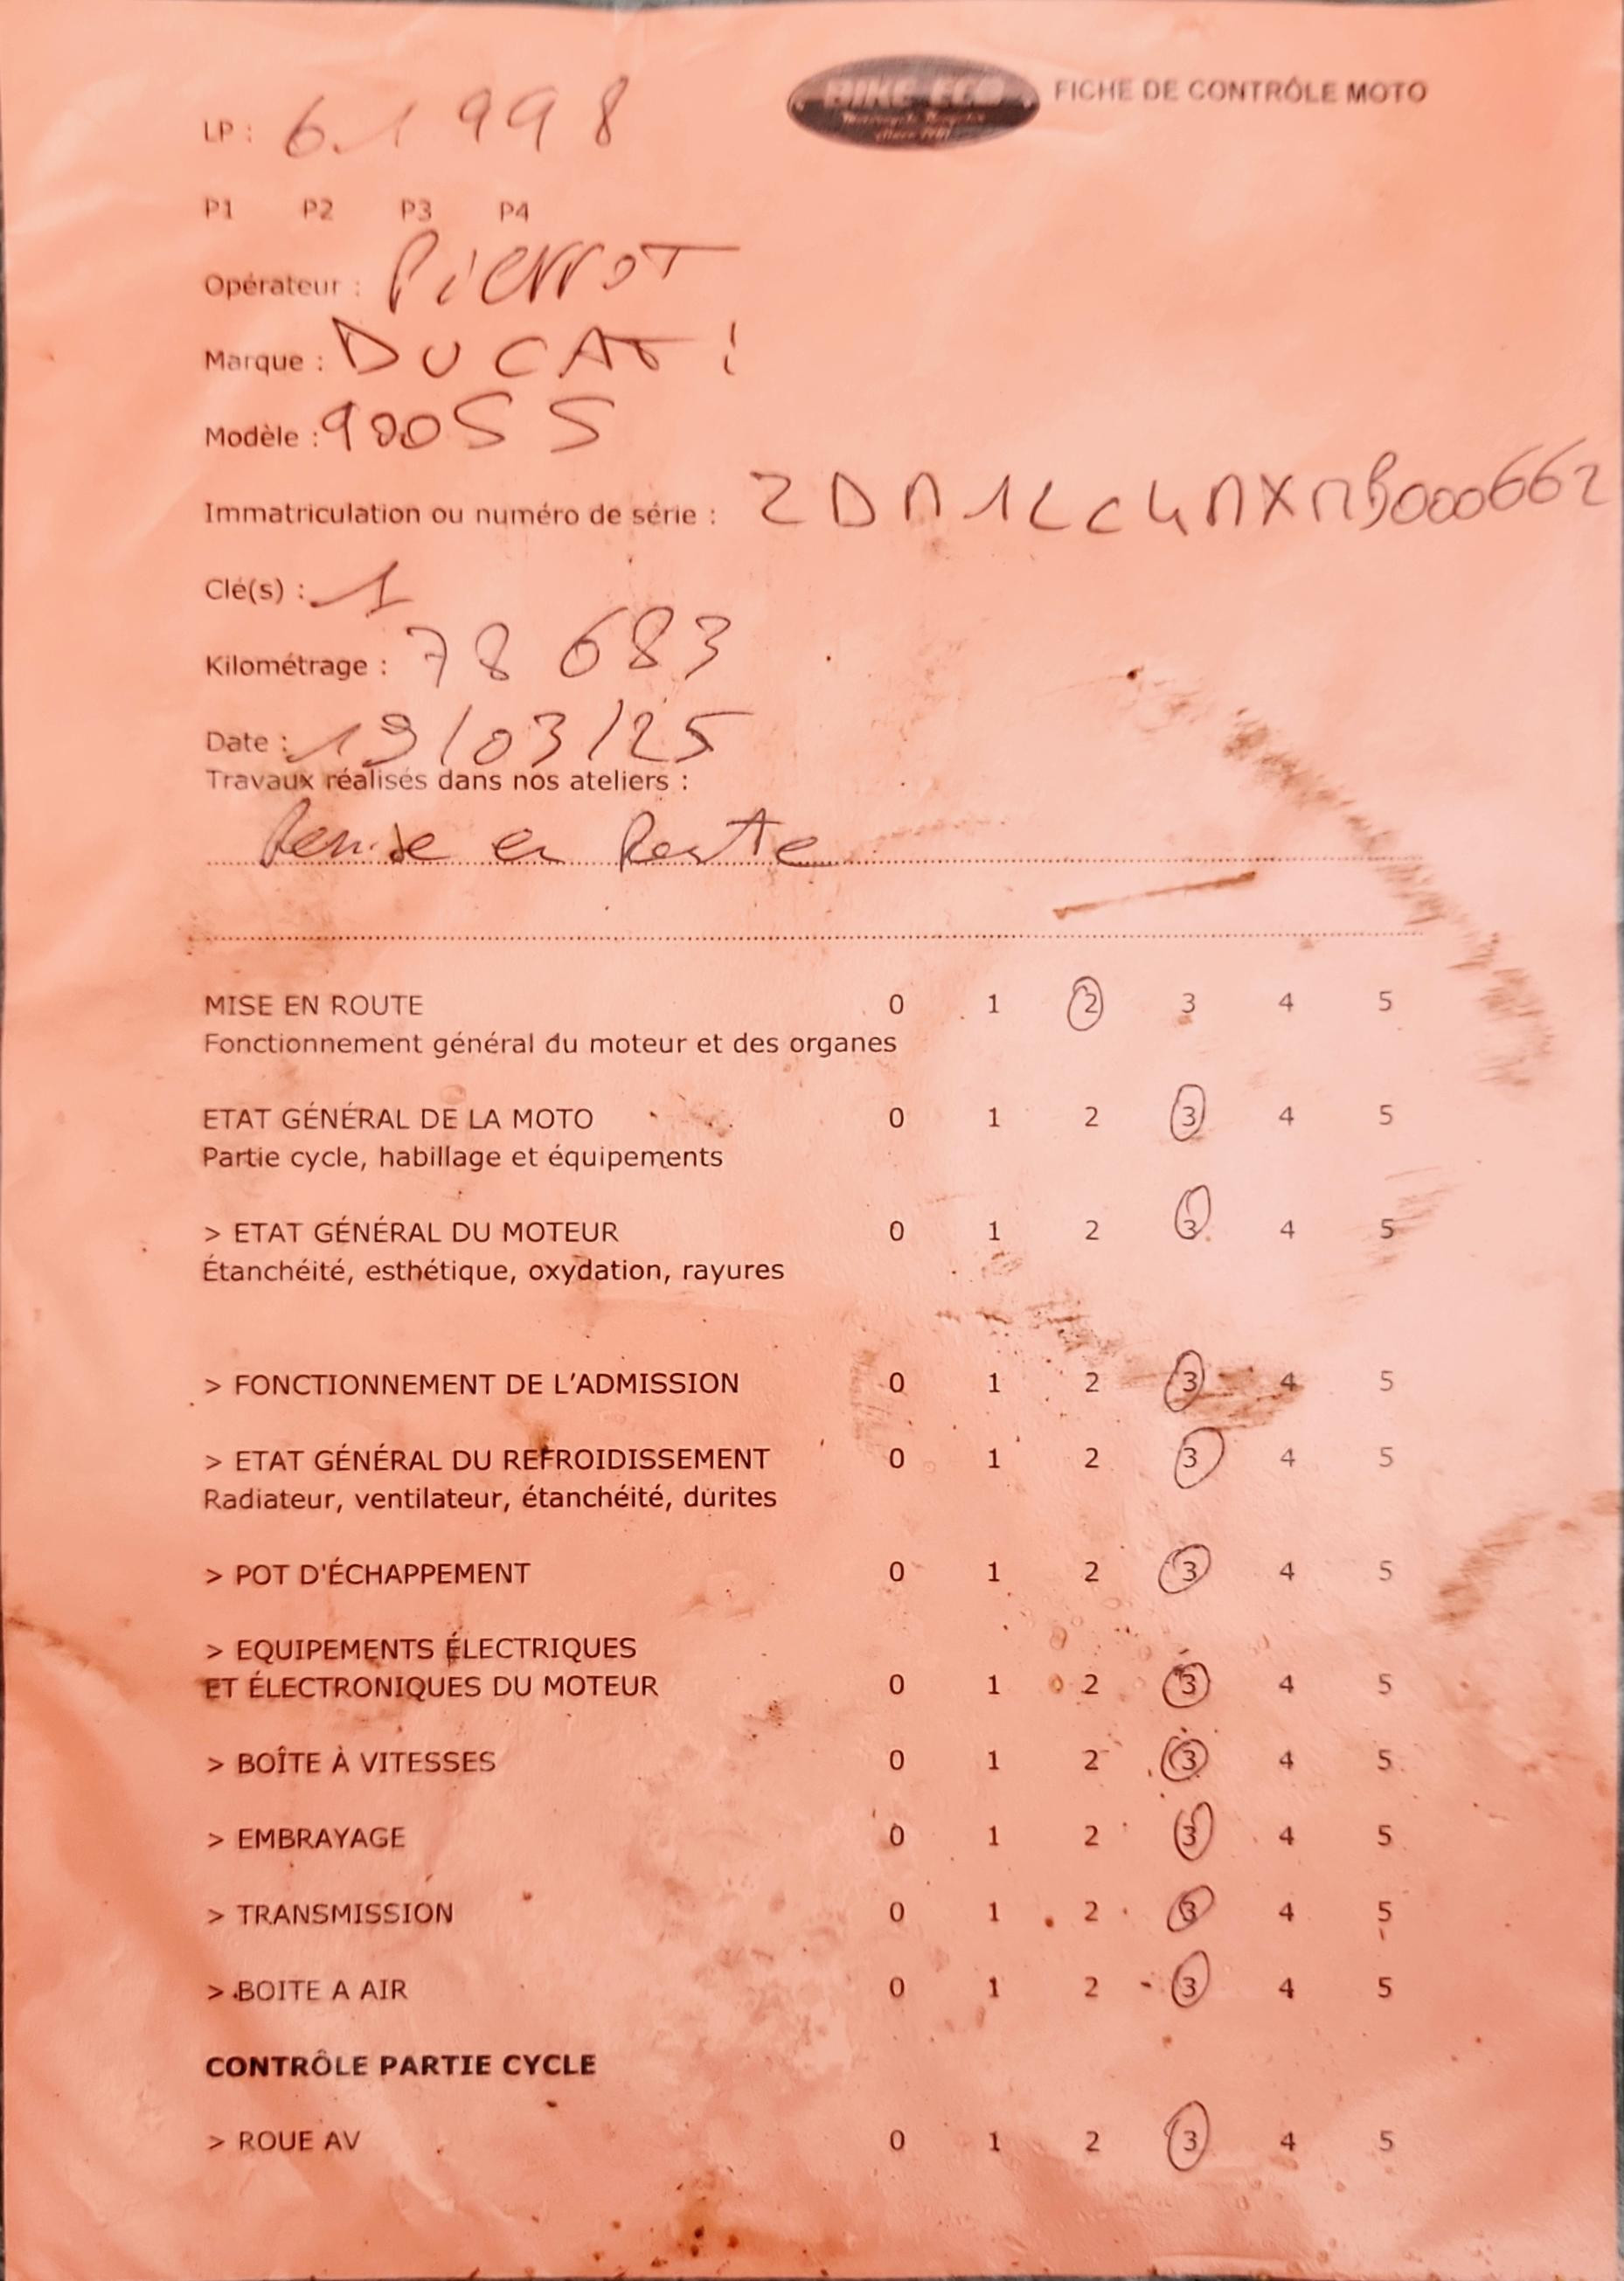 BIKE ECO FICHE DE CONTRÔLE MOTO
LP : 61 998
P1 P2 P3 P4
Opérateur : Pierrot
Marque : DUCATi
Modèle : 900SS
Immatriculation ou numéro de série :
Clé(s) : 1
Kilométrage : 78 683
Date : 19/03/25
Travaux réalisés dans nos ateliers :
Remise en Route
MISE EN ROUTE 0 1 2 3 4 5
Fonctionnement général du moteur et des organes
ETAT GÉNÉRAL DE LA MOTO 0 1 2 3 4 5
Partie cycle, habillage et équipements
> ETAT GÉNÉRAL DU MOTEUR 0 1 2 3 4 5
Étanchéité, esthétique, oxydation, rayures
> FONCTIONNEMENT DE L'ADMISSION 0 1 2 3 4 5
> ETAT GÉNÉRAL DU REFROIDISSEMENT 0 1 2 3 4 5
Radiateur, ventilateur, étanchéité, durites
> POT D'ÉCHAPPEMENT 0 1 2 3 4 5
> EQUIPEMENTS ÉLECTRIQUES
ET ÉLECTRONIQUES DU MOTEUR 0 1 2 3 4 5
> BOÎTE À VITESSES 0 1 2 3 4 5
> EMBRAYAGE 0 1 2 3 4 5
> TRANSMISSION 0 1 2 3 4 5
> BOITE A AIR 0 1 2 3 4 5
CONTRÔLE PARTIE CYCLE
> ROUE AV 0 1 2 3 4 5